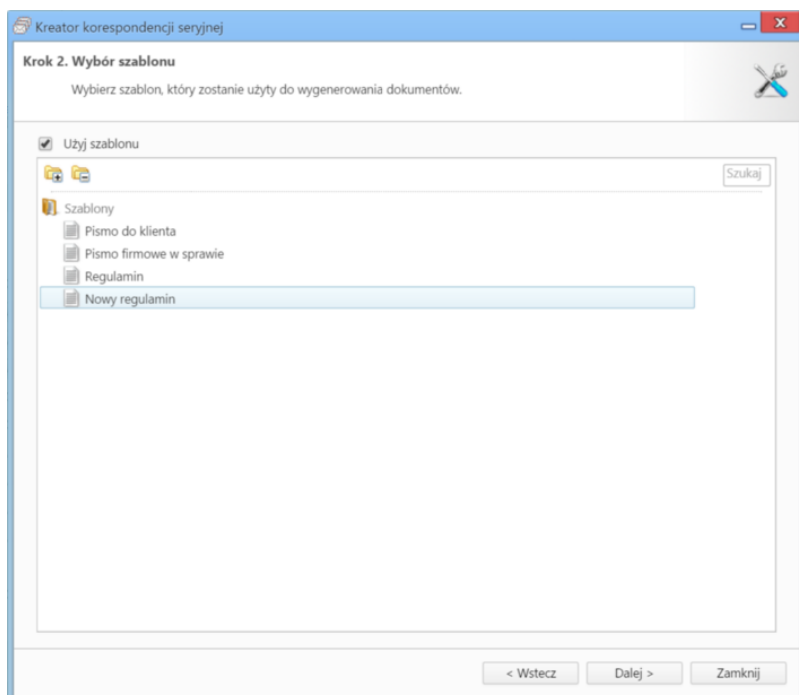 Kreator korespondencji seryjnej
Krok 2. Wybór szablonu
Wybierz szablon, który zostanie użyty do wygenerowania dokumentów.
Użyj szablonu
Szukaj
Szablony
Pismo do klienta
Pismo firmowe w sprawie
Regulamin
Nowy regulamin
< Wstecz Dalej > Zamknij